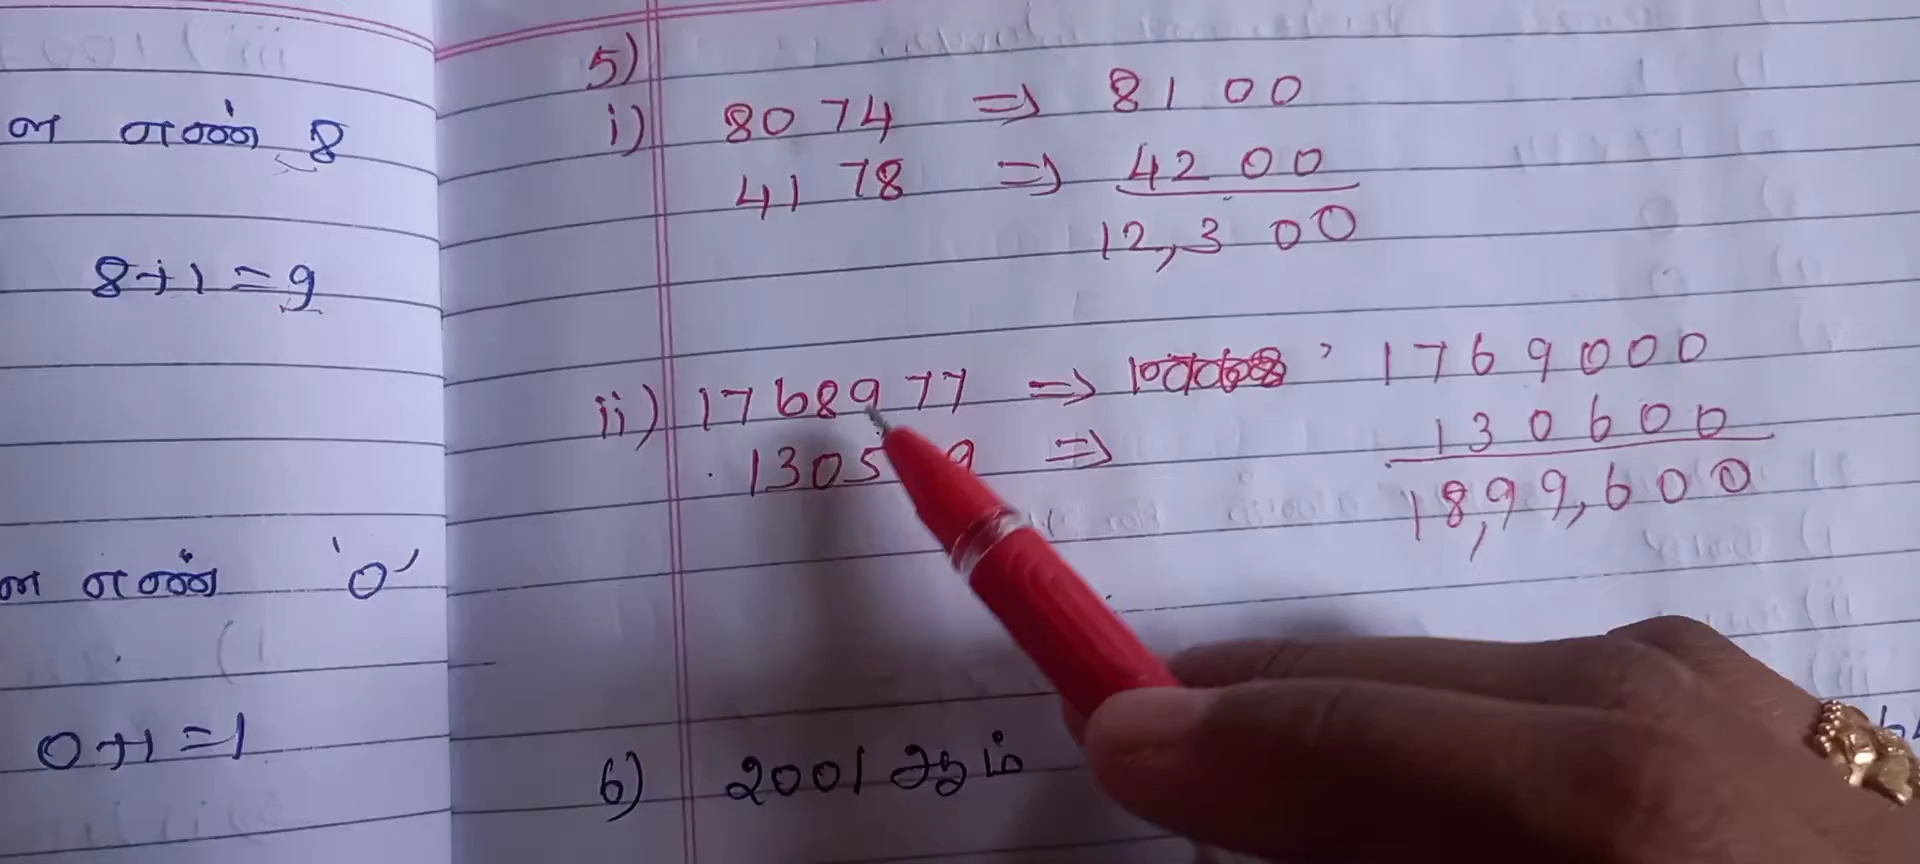 ன எண் 8
8+1=9
ன எண் '0'
0+1=1
5)
i) 8074 ⇒ 8100
4178 ⇒ 4200
12,300
ii) 1768977 ⇒ 1769000
⇒ 130600
18,99,600
6) 2001 ஆம்